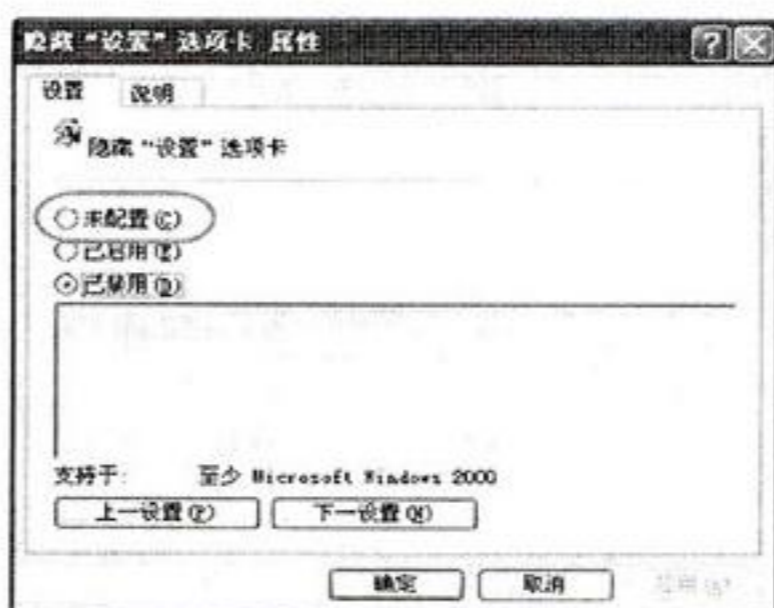 隐藏“设置”选项卡 属性
设置 说明
隐藏“设置”选项卡
未配置(C)
已启用(E)
已禁用(D)
支持于: 至少 Microsoft Windows 2000
上一设置(P) 下一设置(N)
确定 取消 应用(A)